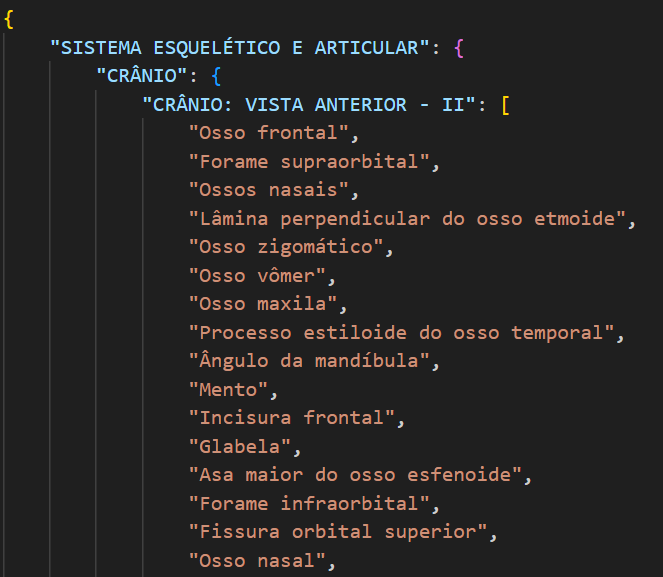 {
"SISTEMA ESQUELÉTICO E ARTICULAR": {
"CRÂNIO": {
"CRÂNIO: VISTA ANTERIOR - II": [
"Osso frontal",
"Forame supraorbital",
"Ossos nasais",
"Lâmina perpendicular do osso etmoide",
"Osso zigomático",
"Osso vômer",
"Osso maxila",
"Processo estiloide do osso temporal",
"Ângulo da mandíbula",
"Mento",
"Incisura frontal",
"Glabela",
"Asa maior do osso esfenoide",
"Forame infraorbital",
"Fissura orbital superior",
"Osso nasal",